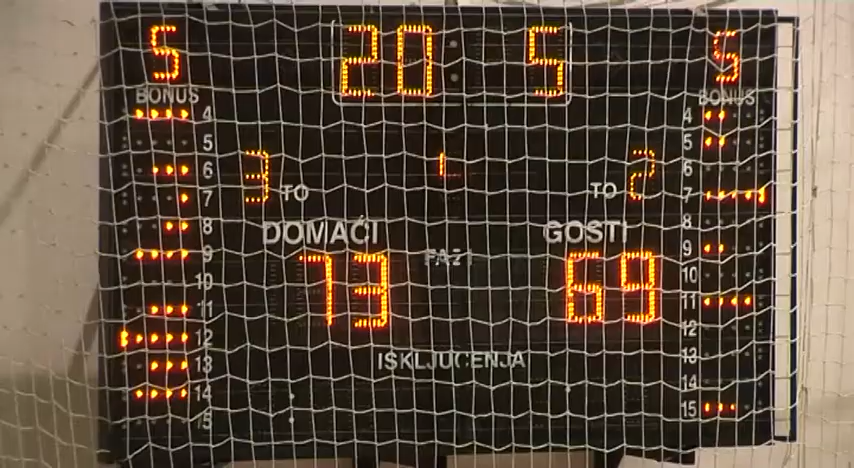 5 20 5 5
BONUS BONUS
4 4
5 5
6 3 TO TO 2 6
7 7
8 DOMAĆI GOSTI 8
9 9
10 73 69 10
11 11
12 12
13 ISKLJUČENJA 13
14 14
15 15